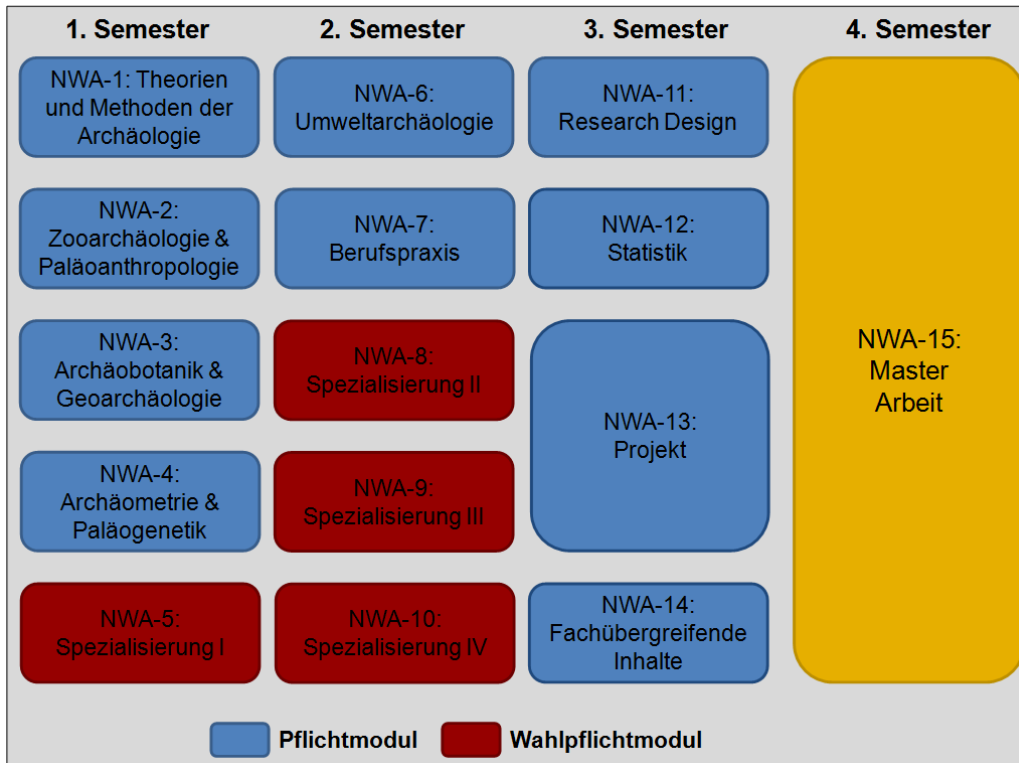 1. Semester
2. Semester
3. Semester
4. Semester
NWA-1: Theorien
und Methoden der
Archäologie
NWA-6:
Umweltarchäologie
NWA-11:
Research Design
NWA-2:
Zooarchäologie &
Paläoanthropologie
NWA-7:
Berufspraxis
NWA-12:
Statistik
NWA-3:
Archäobotanik &
Geoarchäologie
NWA-8:
Spezialisierung II
NWA-13:
Projekt
NWA-15:
Master
Arbeit
NWA-4:
Archäometrie &
Paläogenetik
NWA-9:
Spezialisierung III
NWA-5:
Spezialisierung I
NWA-10:
Spezialisierung IV
NWA-14:
Fachübergreifende
Inhalte
Pflichtmodul
Wahlpflichtmodul